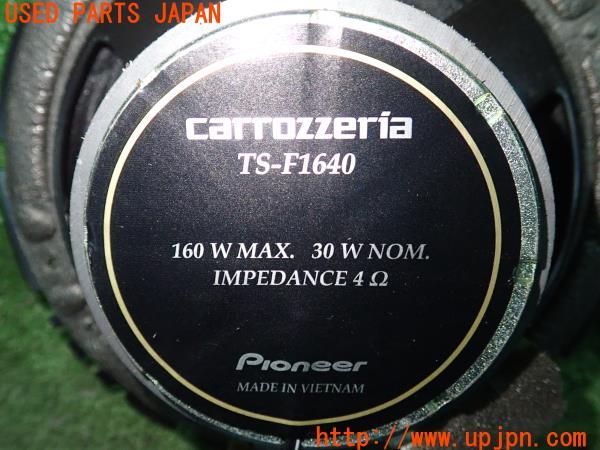 USED PARTS JAPAN
carrozzeria
TS-F1640
160 W MAX. 30 W NOM.
IMPEDANCE 4 Ω
Pioneer
MADE IN VIETNAM
http://www.upjpn.com